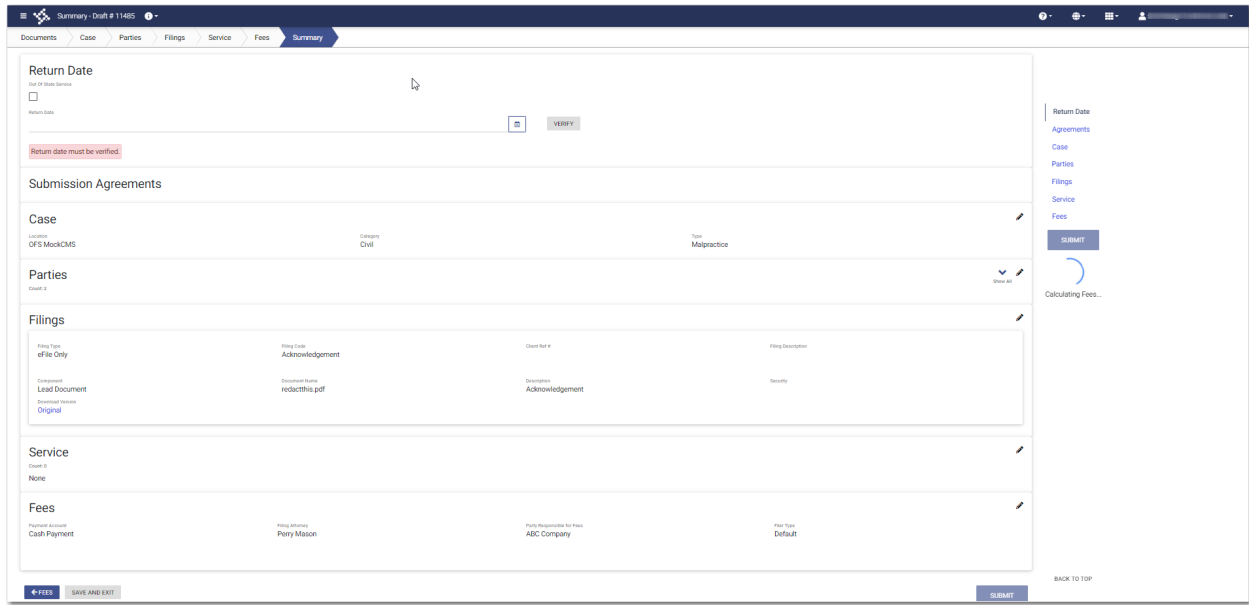 Summary - Draft # 11485
Documents Case Parties Filings Service Fees Summary
Return Date
Out Of State Service
Return Date
VERIFY
Return date must be verified.
Submission Agreements
Case
Location Category Type
OFS MockCMS Civil Malpractice
Parties
Count: 2
Show All
Filings
Filing Type Filing Code Client Ref # Filing Description
eFile Only Acknowledgement
Component Document Name Description Security
Lead Document redactthis.pdf Acknowledgement
Download Version
Original
Service
Count: 0
None
Fees
Payment Account Filing Attorney Party Responsible for Fees Filer Type
Cash Payment Perry Mason ABC Company Default
FEES SAVE AND EXIT SUBMIT
Return Date
Agreements
Case
Parties
Filings
Service
Fees
SUBMIT
Calculating Fees...
BACK TO TOP